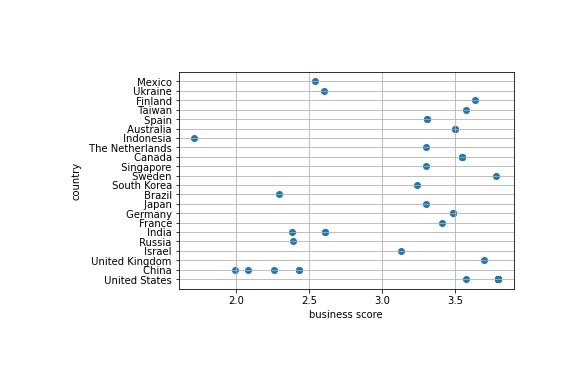 Mexico
Ukraine
Finland
Taiwan
Spain
Australia
Indonesia
The Netherlands
Canada
Singapore
Sweden
South Korea
Brazil
Japan
Germany
France
India
Russia
Israel
United Kingdom
China
United States
country
2.0 2.5 3.0 3.5
business score